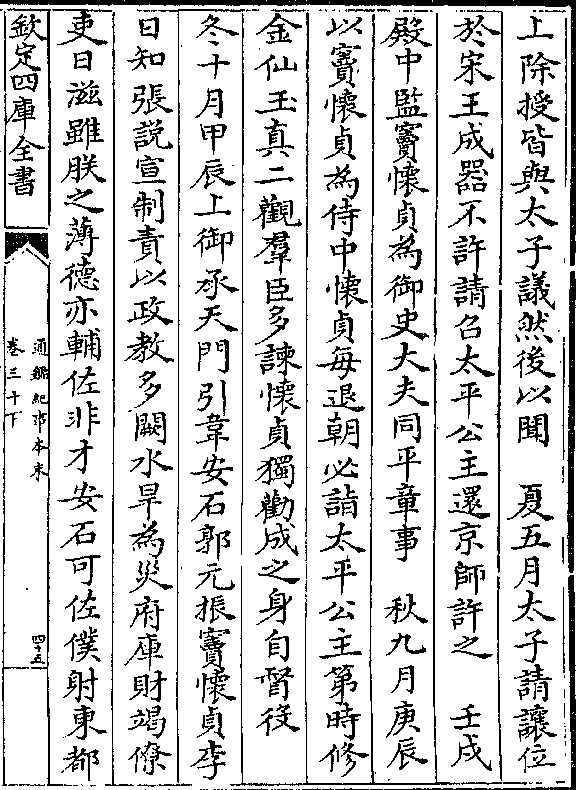 上除授皆與太子議然後以聞　夏五月太子請讓位
於宋王成器不許請召太平公主還京師許之　壬戌
殿中監竇懷貞為御史大夫同平章事　秋九月庚辰
以竇懷貞為侍中懷貞每退朝必詣太平公主第時修
金仙玉真二觀羣臣多諫懷貞獨勸成之身自督役
冬十月甲辰上御承天門引韋安石郭元振竇懷貞李
日知張說宣制責以政教多闕水旱為災府庫財竭僚
吏日滋雖朕之薄德亦輔佐非才安石可左僕射東都
欽定四庫全書
通鑑紀事本末
卷三十下
四十五